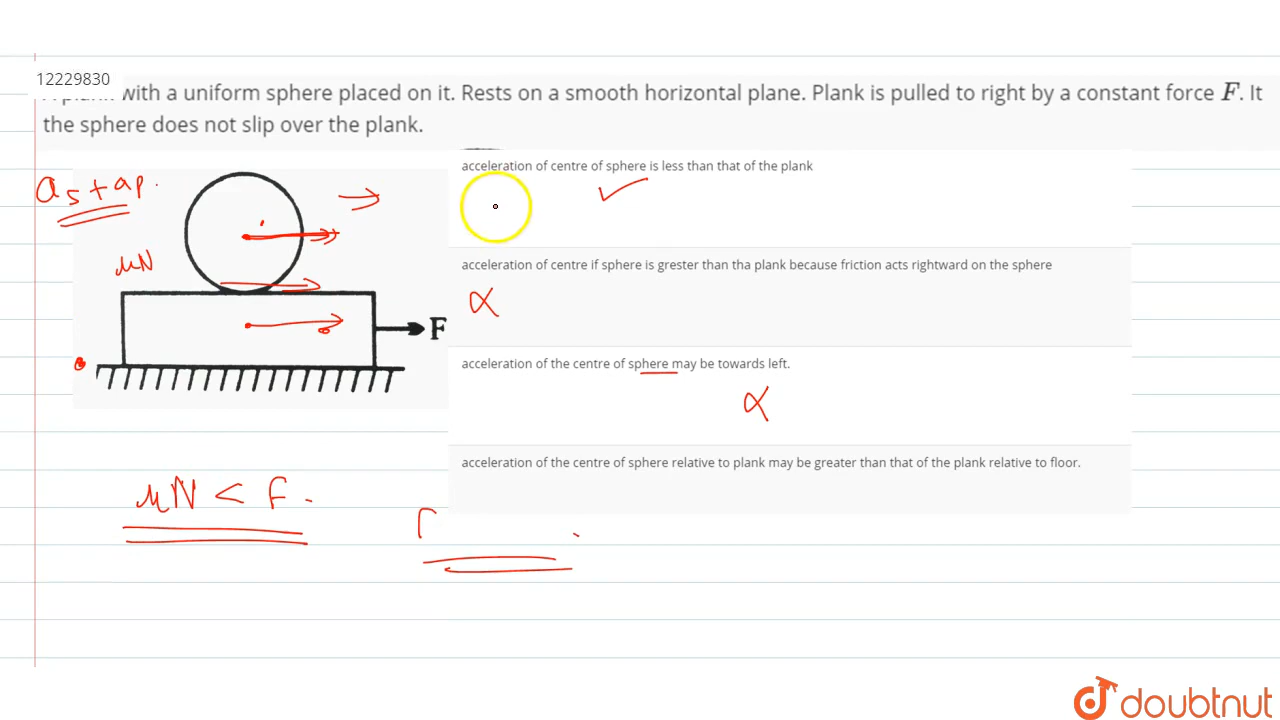 12229830
with a uniform sphere placed on it. Rests on a smooth horizontal plane. Plank is pulled to right by a constant force F. It
the sphere does not slip over the plank.
acceleration of centre of sphere is less than that of the plank
as + ap.
μN
acceleration of centre if sphere is grester than tha plank because friction acts rightward on the sphere
F
acceleration of the centre of sphere may be towards left.
acceleration of the centre of sphere relative to plank may be greater than that of the plank relative to floor.
μN < F.
doubtnut